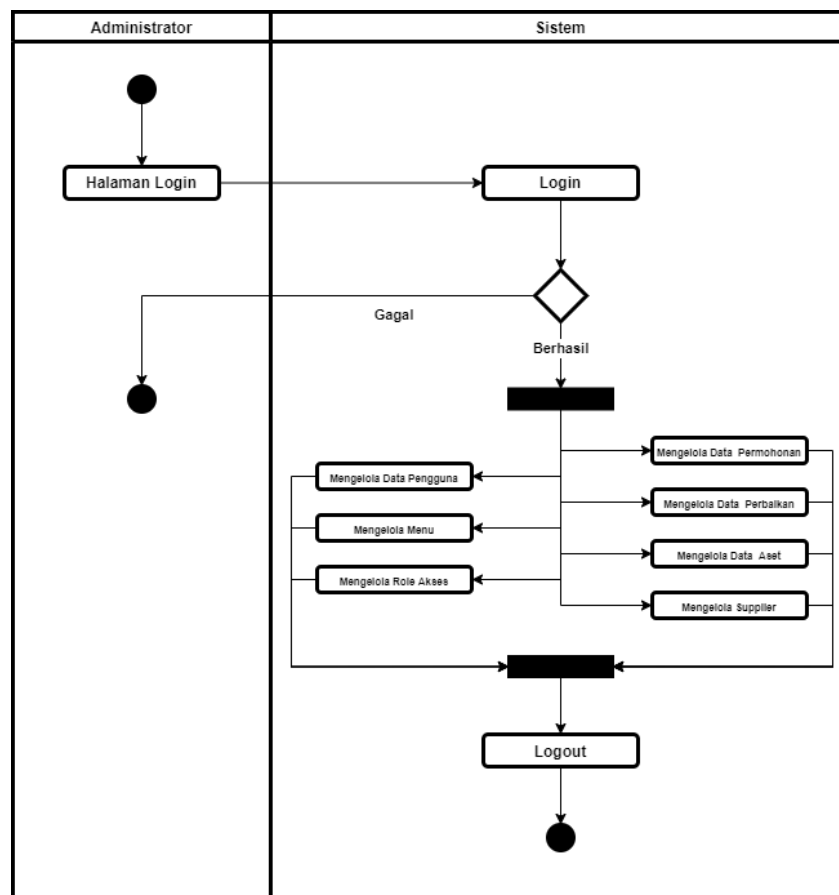 Administrator
Sistem
Halaman Login
Login
Gagal
Berhasil
Mengelola Data Permohonan
Mengelola Data Pengguna
Mengelola Data Perbaikan
Mengelola Menu
Mengelola Data Aset
Mengelola Role Akses
Mengelola Supplier
Logout